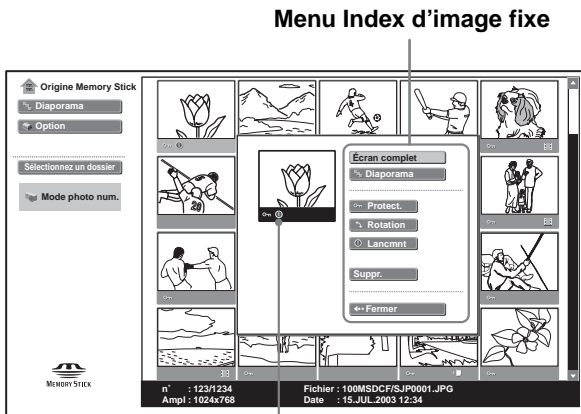 Menu Index d’image fixe
Origine Memory Stick
Diaporama
Option
Sélectionnez un dossier
Mode photo num.
Écran complet
Diaporama
Protect.
Rotation
Lancmnt
Suppr.
Fermer
20
MEMORY STICK
n° : 123/1234
Ampl : 1024x768
Fichier : 100MSDCF/SJP0001.JPG
Date : 15.JUL.2003 12:34